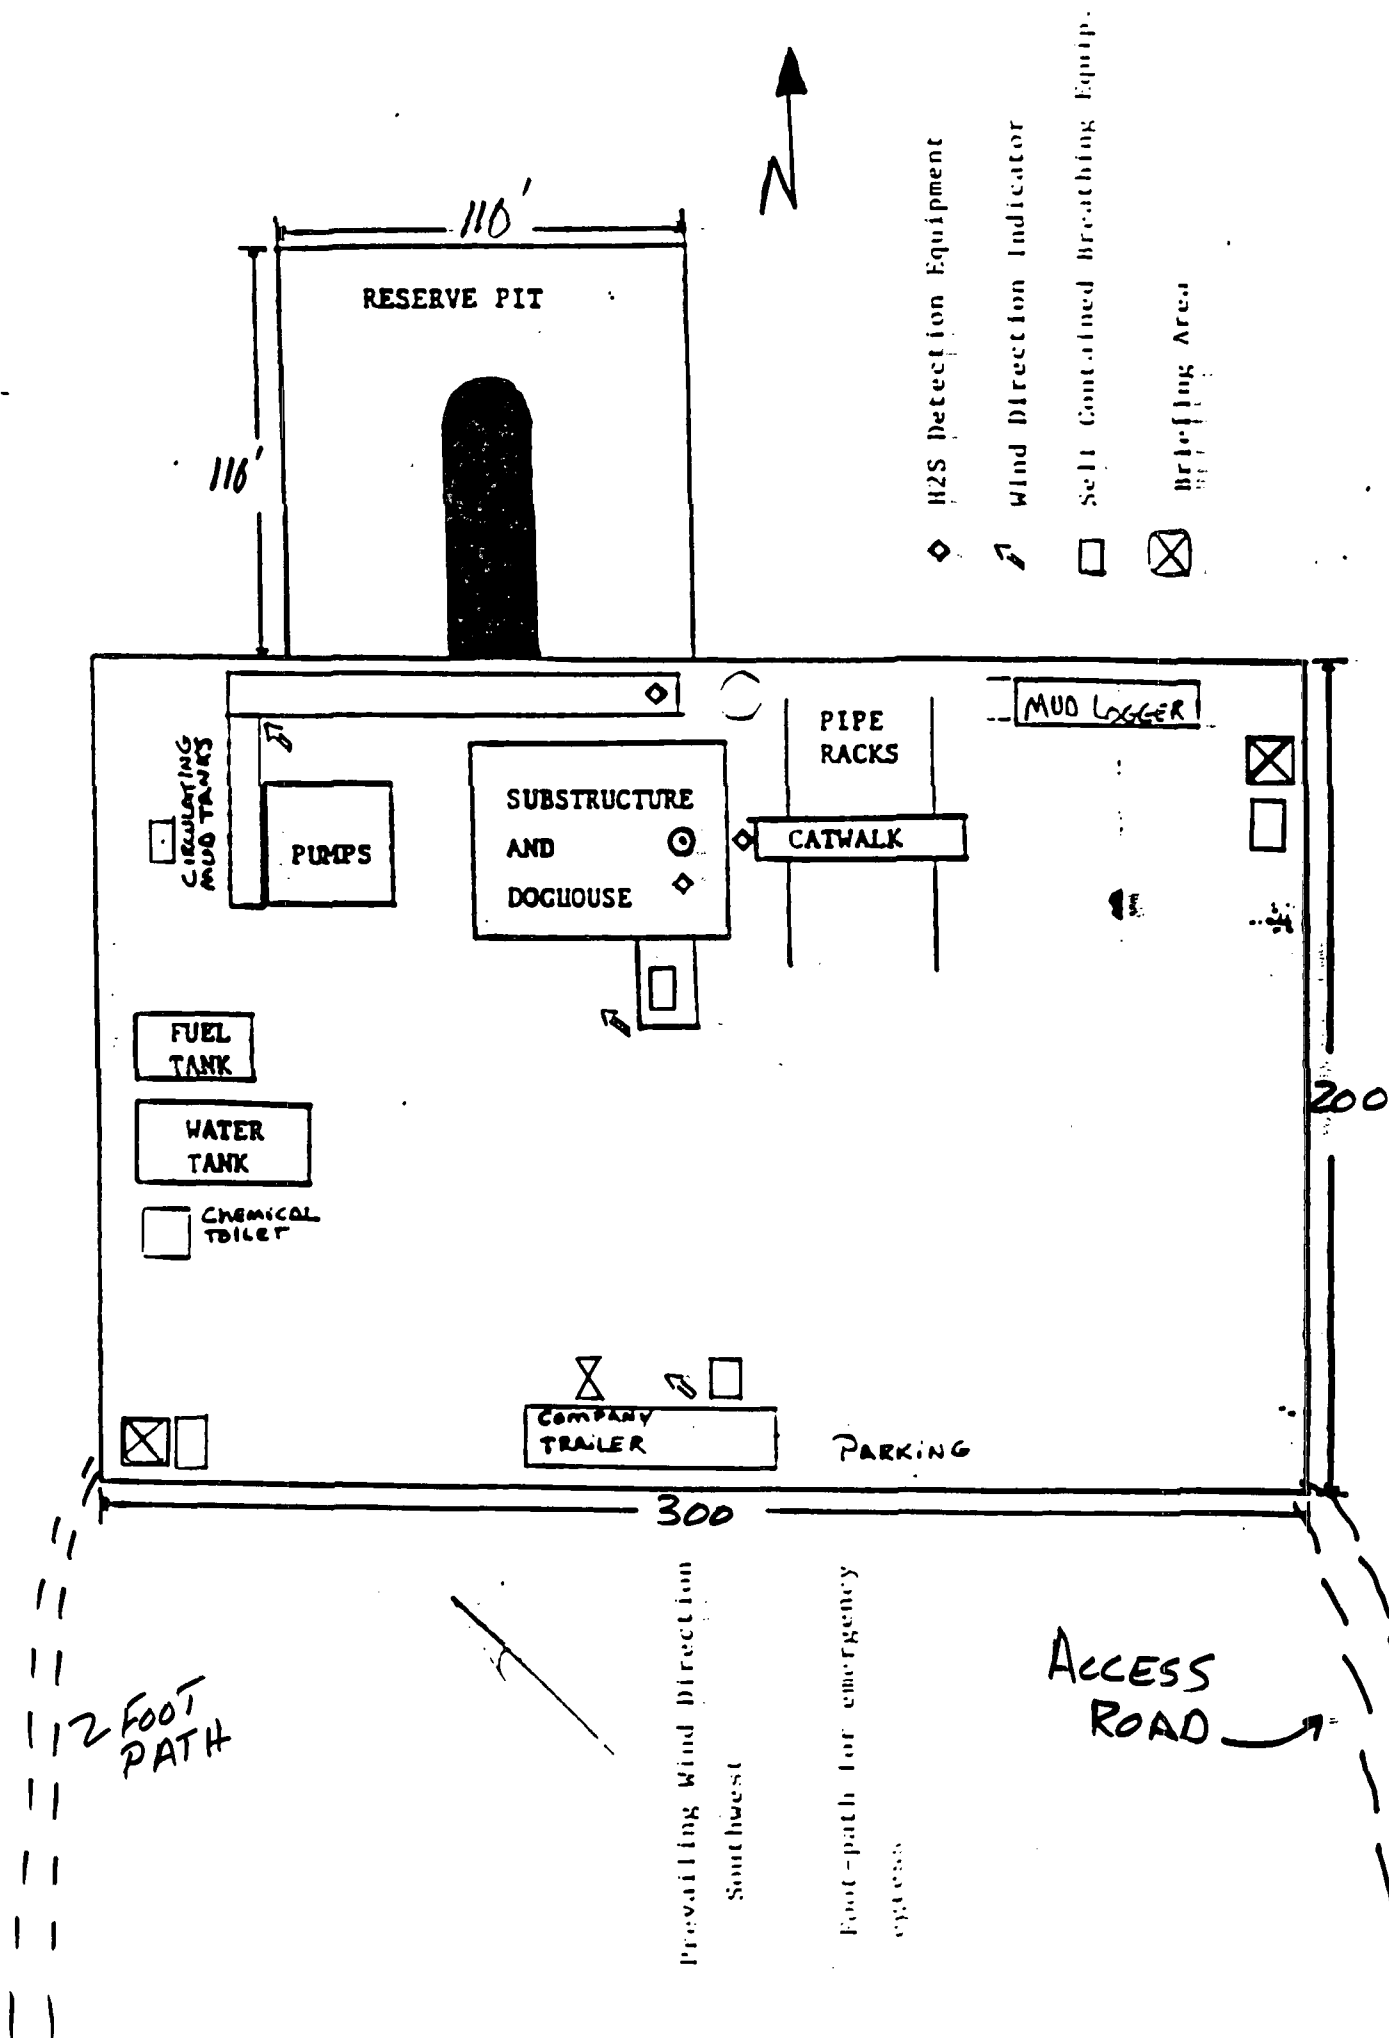 N
H2S Detection Equipment
Wind Direction Indicator
Self Contained Breathing Equip.
Briefing Area
110'
RESERVE PIT
110'
CIRCULATING
MUD TANKS
PUMPS
SUBSTRUCTURE
AND
DOGHOUSE
PIPE
RACKS
CATWALK
MUD LOGGER
FUEL
TANK
WATER
TANK
CHEMICAL
TOILET
200
COMPANY
TRAILER
PARKING
300
Prevailing Wind Direction
Southwest
Foot-path for emergency
egress
2 FOOT
PATH
ACCESS
ROAD